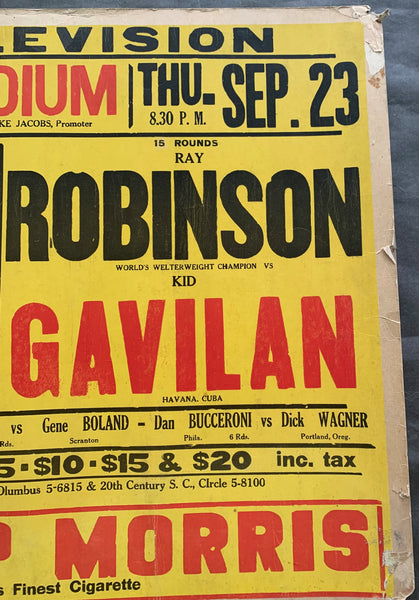 LEVISION
DIUM
THU- SEP. 23
KE JACOBS, Promoter
8.30 P. M.
15 ROUNDS
RAY
ROBINSON
WORLD'S WELTERWEIGHT CHAMPION VS
KID
GAVILAN
HAVANA. CUBA
vs Gene BOLAND - Dan BUCCERONI vs Dick WAGNER
Rds. Scranton Phila. 6 Rds. Portland, Oreg.
5-$10-$15 & $20 inc. tax
Olumbus 5-6815 & 20th Century S. C., CIrcle 5-8100
P MORRIS
s Finest Cigarette